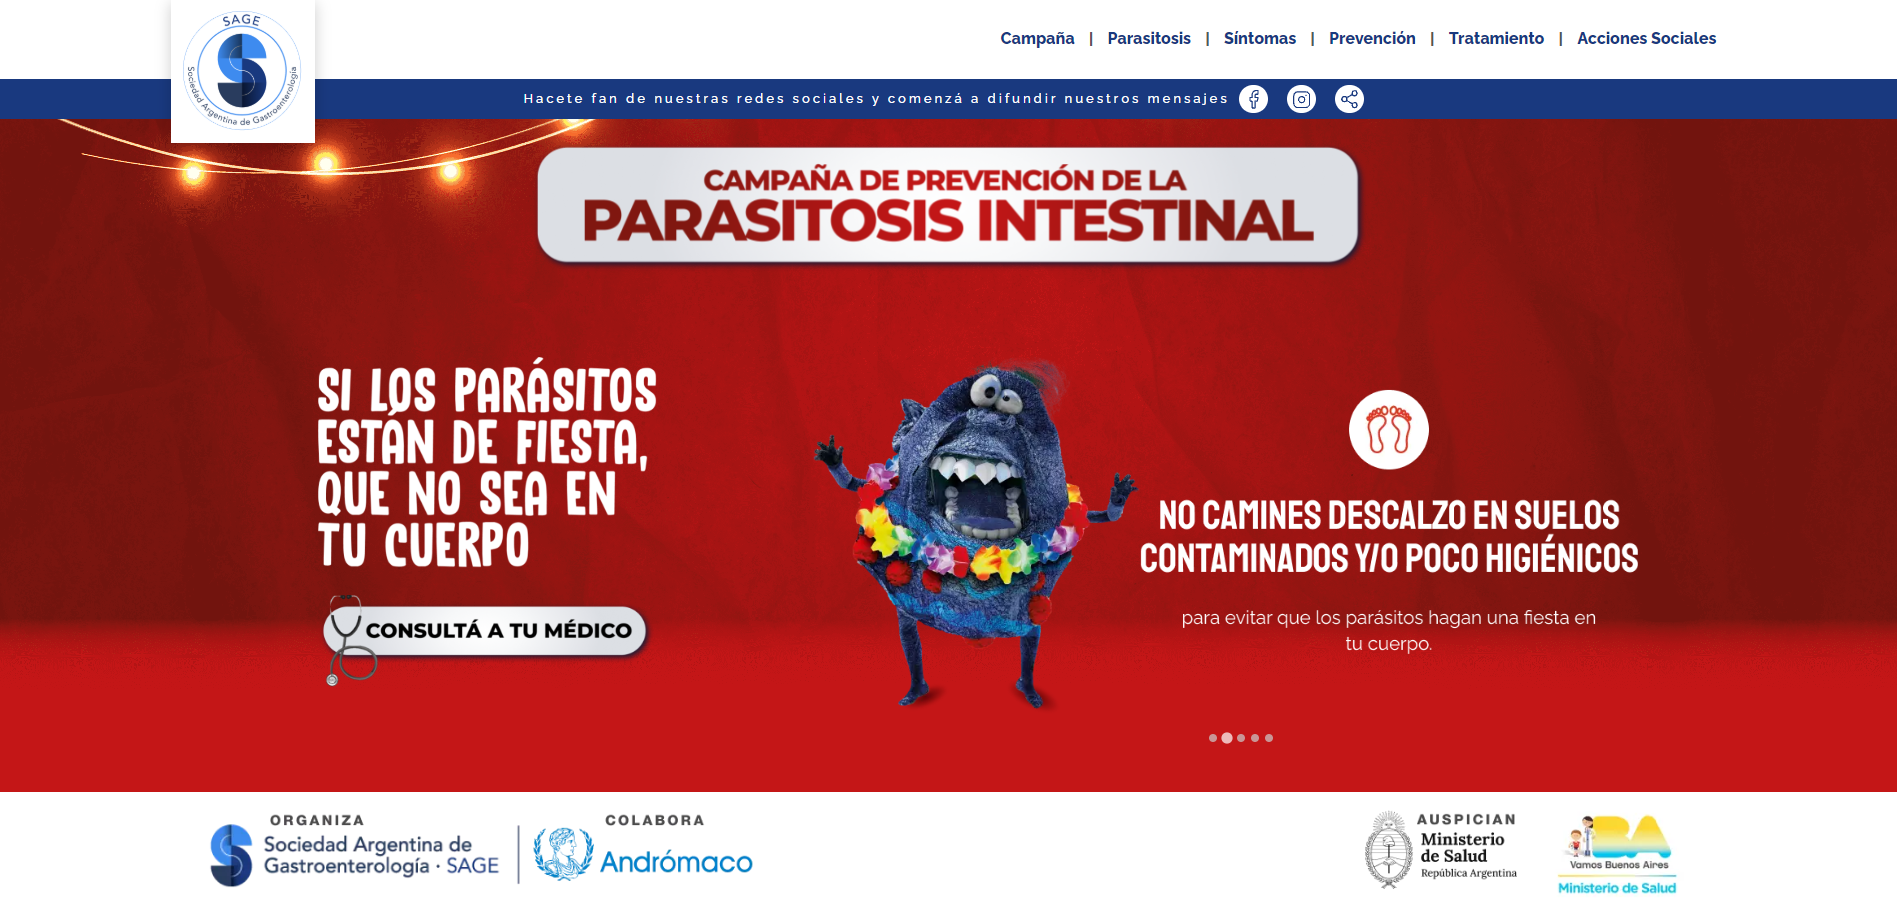 SAGE
Sociedad Argentina de Gastroenterología
Campaña | Parasitosis | Síntomas | Prevención | Tratamiento | Acciones Sociales
Hacete fan de nuestras redes sociales y comenzá a difundir nuestros mensajes
CAMPAÑA DE PREVENCIÓN DE LA
PARASITOSIS INTESTINAL
SI LOS PARÁSITOS
ESTÁN DE FIESTA,
QUE NO SEA EN
TU CUERPO
CONSULTÁ A TU MÉDICO
NO CAMINES DESCALZO EN SUELOS
CONTAMINADOS Y/O POCO HIGIÉNICOS
para evitar que los parásitos hagan una fiesta en
tu cuerpo.
ORGANIZA
Sociedad Argentina de
Gastroenterología · SAGE
COLABORA
Andrómaco
AUSPICIAN
Ministerio
de Salud
República Argentina
BA
Vamos Buenos Aires
Ministerio de Salud